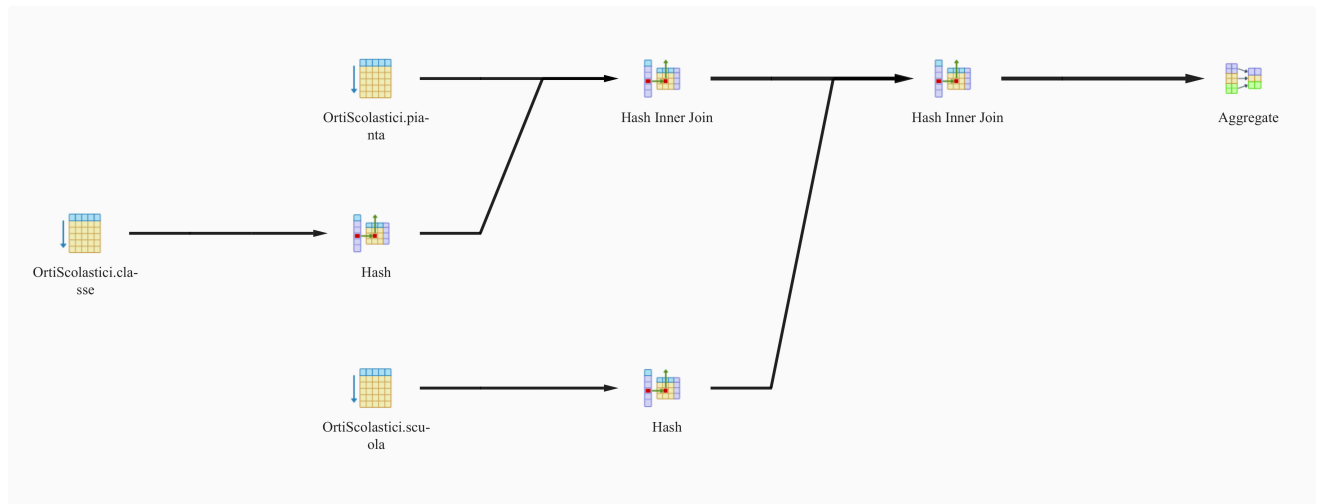 OrtiScolastici.pia-
nta
Hash Inner Join
Hash Inner Join
Aggregate
OrtiScolastici.cla-
sse
Hash
OrtiScolastici.scu-
ola
Hash